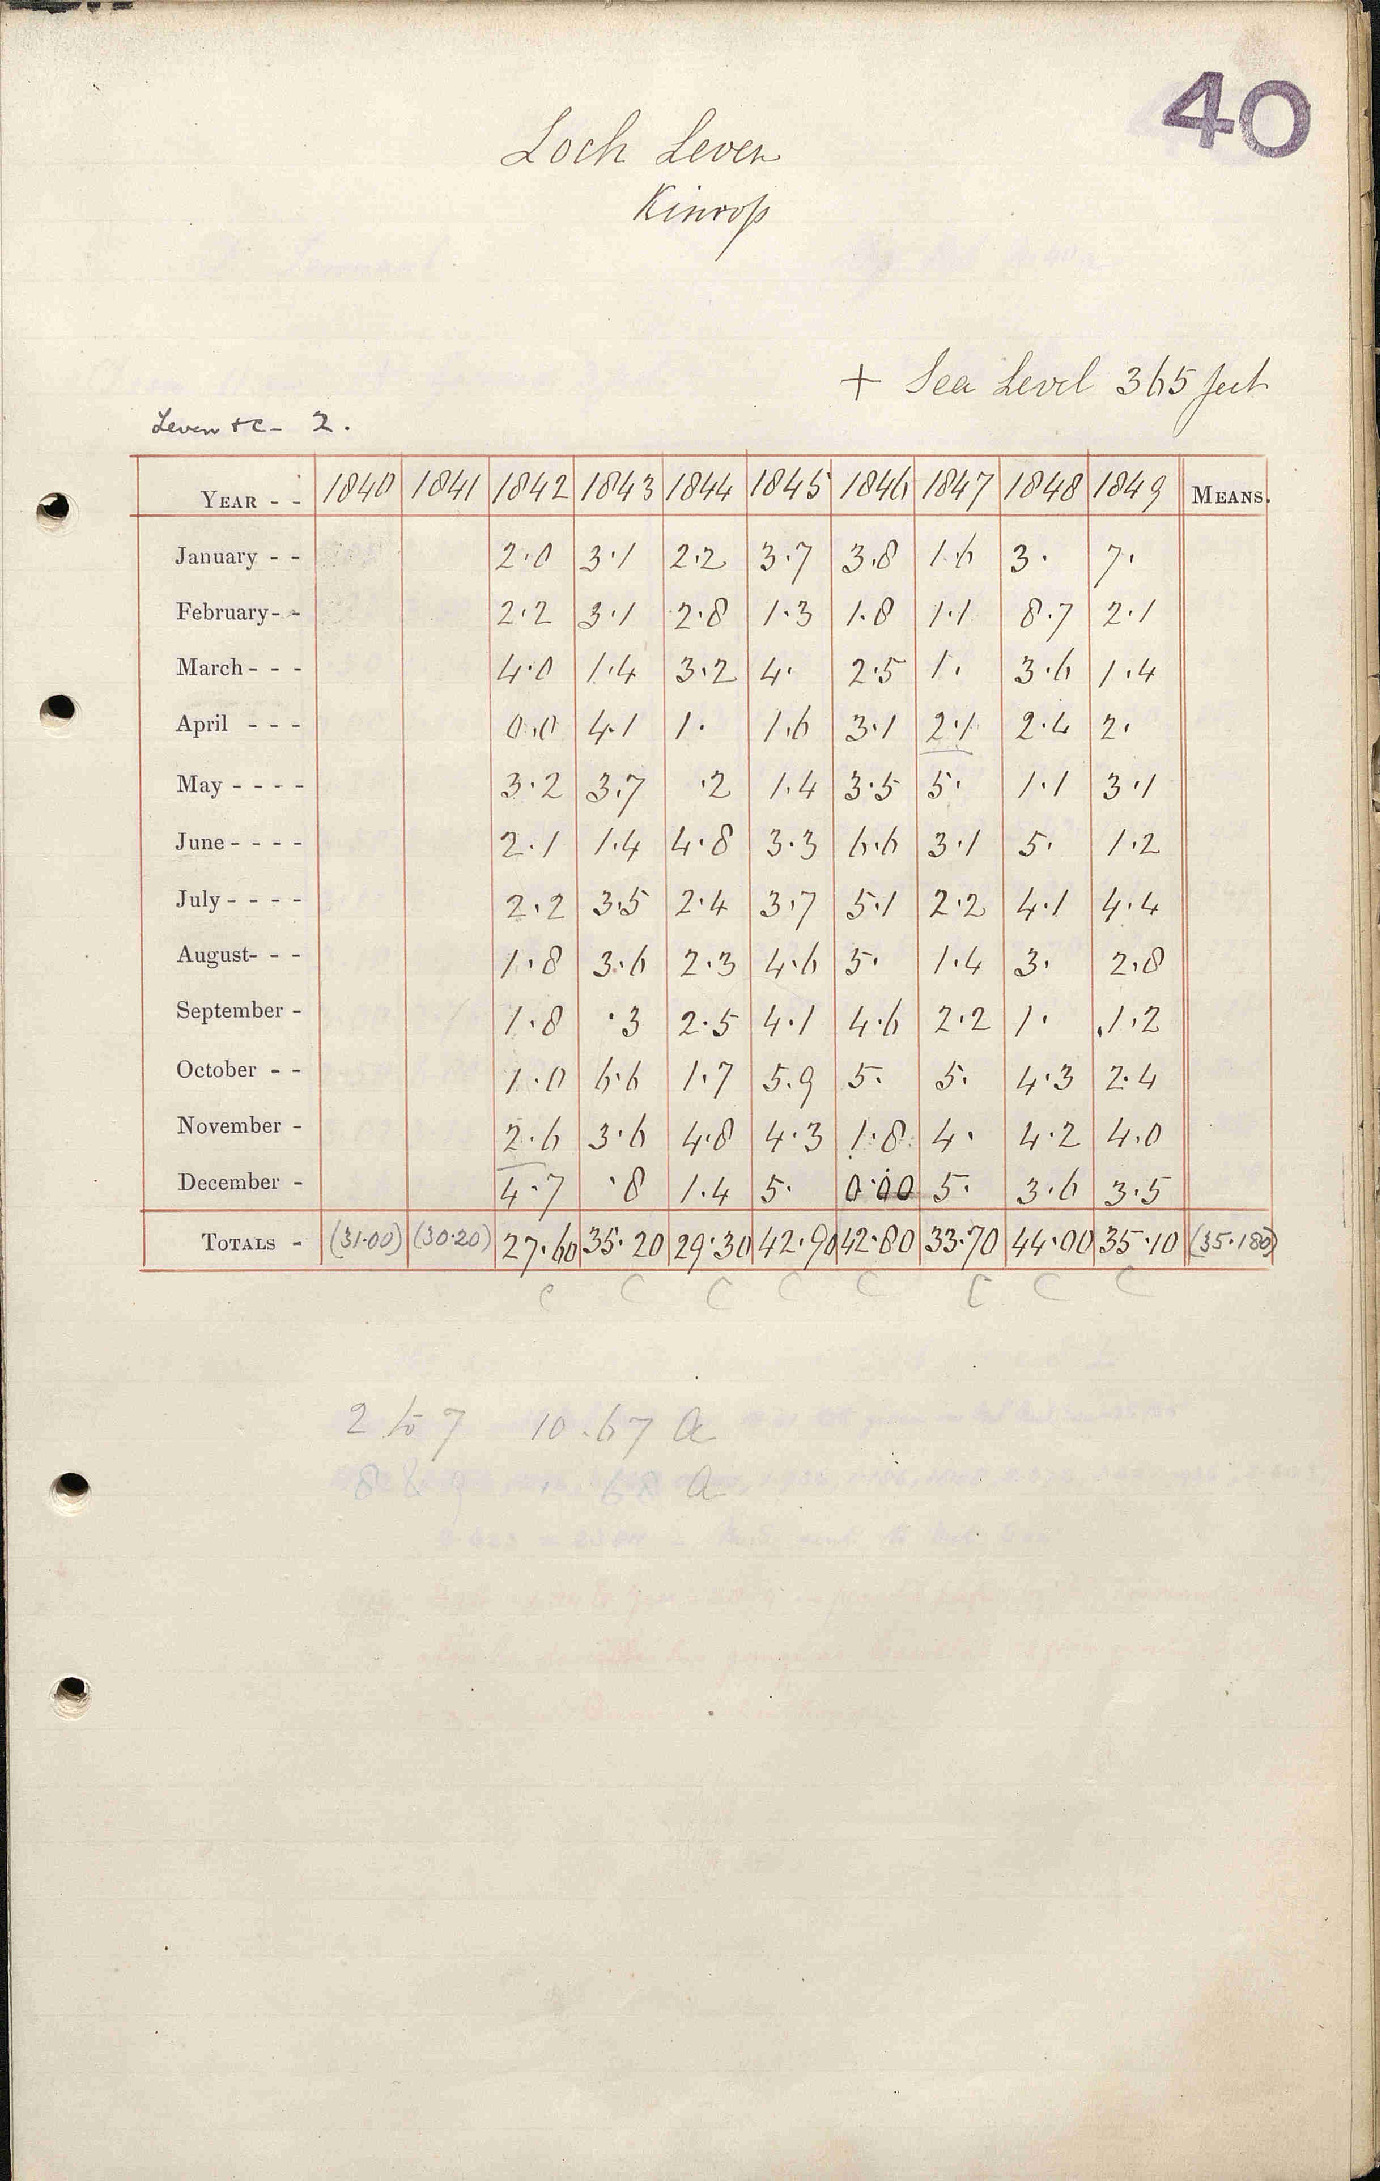 40
Loch Leven
Kinross
+ Sea Level 365 feet
Leven &c - 2.
YEAR - - 1840 1841 1842 1843 1844 1845 1846 1847 1848 1849 MEANS.
January - - 2.0 3.1 2.2 3.7 3.8 1.6 3. 7.
February - - 2.2 3.1 2.8 1.3 1.8 1.1 8.7 2.1
March - - - 4.0 1.4 3.2 4. 2.5 1. 3.6 1.4
April - - - 0.0 4.1 1. 1.6 3.1 2.1 2.4 2.
May - - - - 3.2 3.7 .2 1.4 3.5 5. 1.1 3.1
June - - - - 2.1 1.4 4.8 3.3 6.6 3.1 5. 1.2
July - - - - 2.2 3.5 2.4 3.7 5.1 2.2 4.1 4.4
August - - - 1.8 3.6 2.3 4.6 5. 1.4 3. 2.8
September - 1.8 .3 2.5 4.1 4.6 2.2 1. 1.2
October - - 1.0 6.6 1.7 5.9 5. 5. 4.3 2.4
November - 2.6 3.6 4.8 4.3 1.8 4. 4.2 4.0
December - 4.7 .8 1.4 5. 0.00 5. 3.6 3.5
TOTALS - (31.00) (30.20) 27.60 35.20 29.30 42.90 42.80 33.70 44.00 35.10 (35.180)
C C C C C C C C
2 to 7 10.67 a
8 & 9 " .68 a